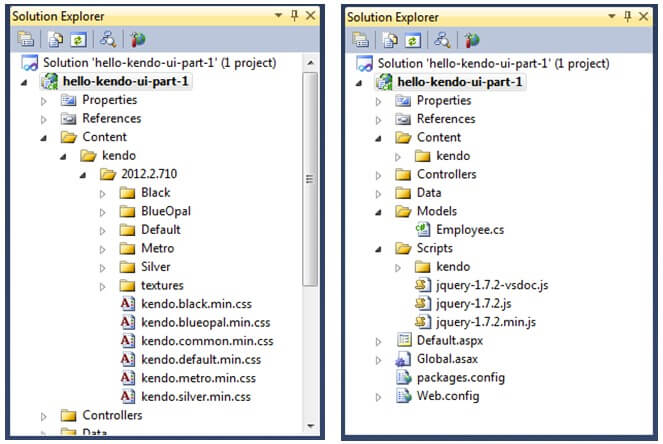 Solution Explorer
Solution 'hello-kendo-ui-part-1' (1 project)
hello-kendo-ui-part-1
Properties
References
Content
kendo
2012.2.710
Black
BlueOpal
Default
Metro
Silver
textures
kendo.black.min.css
kendo.blueopal.min.css
kendo.common.min.css
kendo.default.min.css
kendo.metro.min.css
kendo.silver.min.css
Controllers
Data
Solution Explorer
Solution 'hello-kendo-ui-part-1' (1 project)
hello-kendo-ui-part-1
Properties
References
Content
kendo
Controllers
Data
Models
Employee.cs
Scripts
kendo
jquery-1.7.2-vsdoc.js
jquery-1.7.2.js
jquery-1.7.2.min.js
Default.aspx
Global.asax
packages.config
Web.config